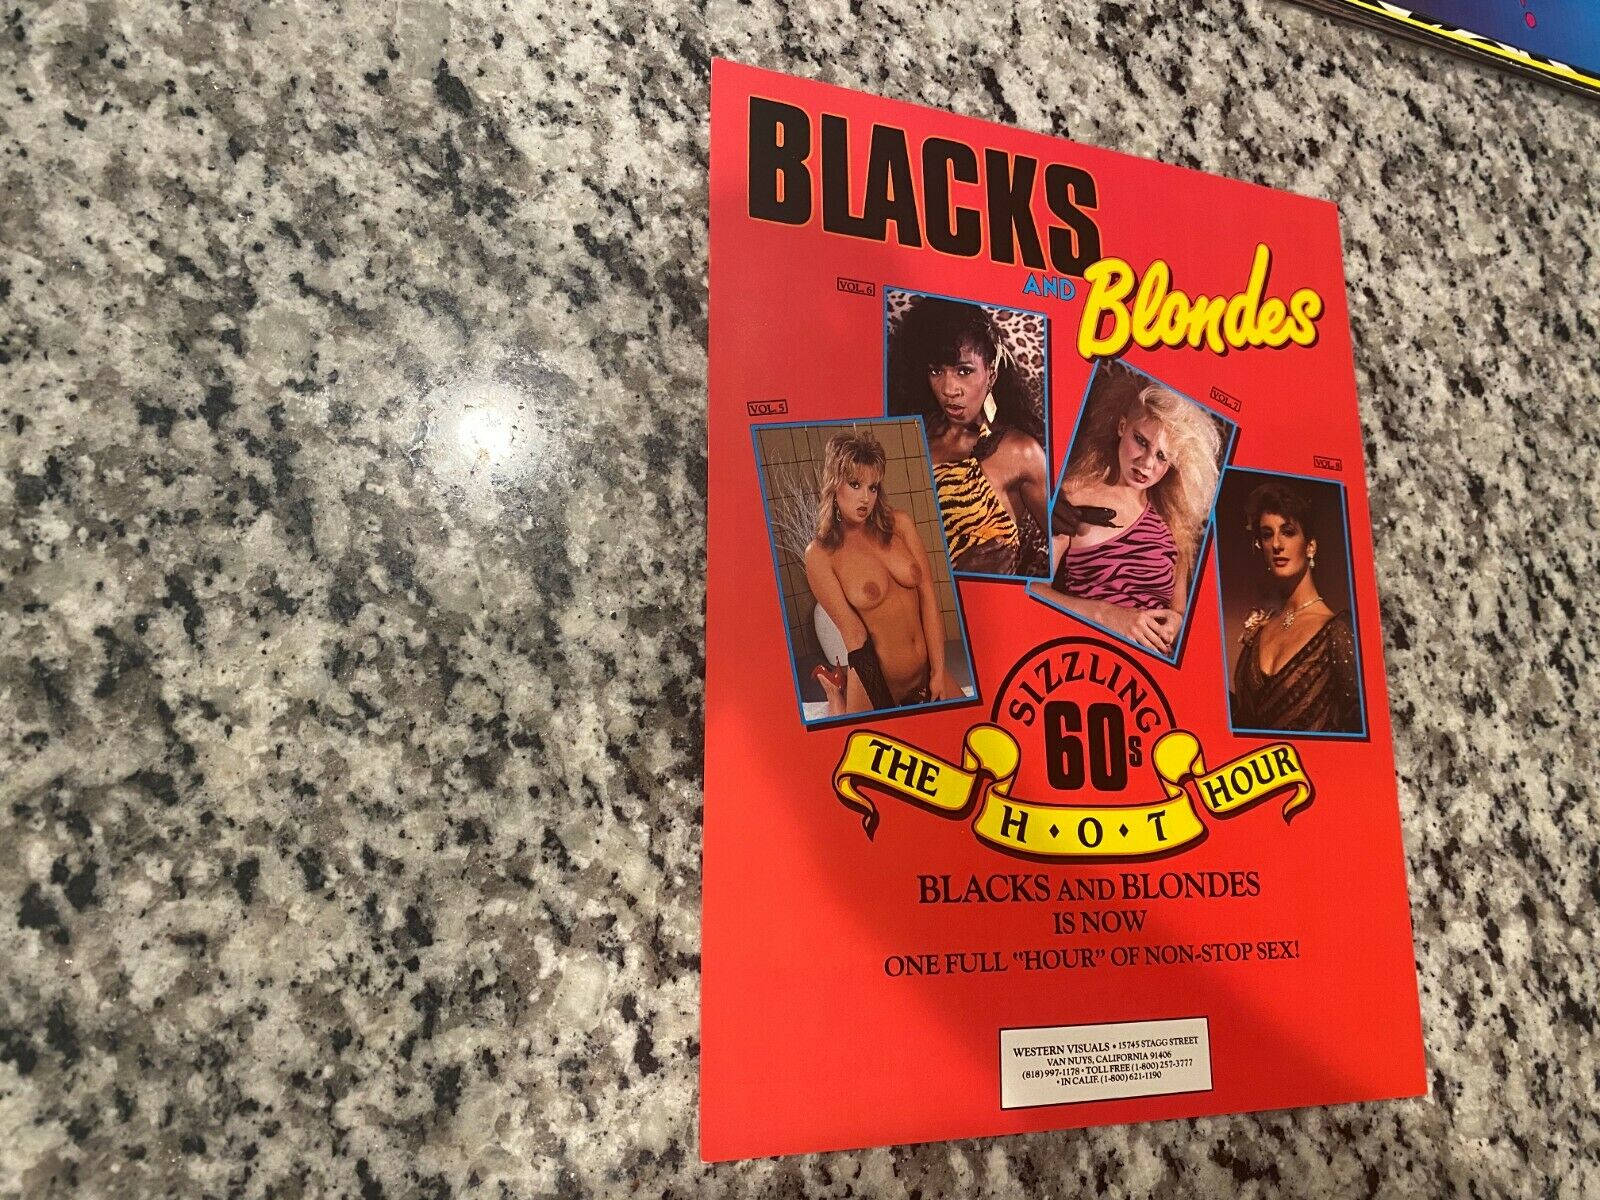 BLACKS
AND Blondes
VOL. 6
VOL. 5
VOL. 7
VOL. 8
SIZZLING
60s
THE H•O•T HOUR
BLACKS AND BLONDES
IS NOW
ONE FULL "HOUR" OF NON-STOP SEX!
WESTERN VISUALS • 15745 STAGG STREET
VAN NUYS, CALIFORNIA 91406
(818) 997-1178 • TOLL FREE (1-800) 257-3777
• IN CALIF. (1-800) 621-1190